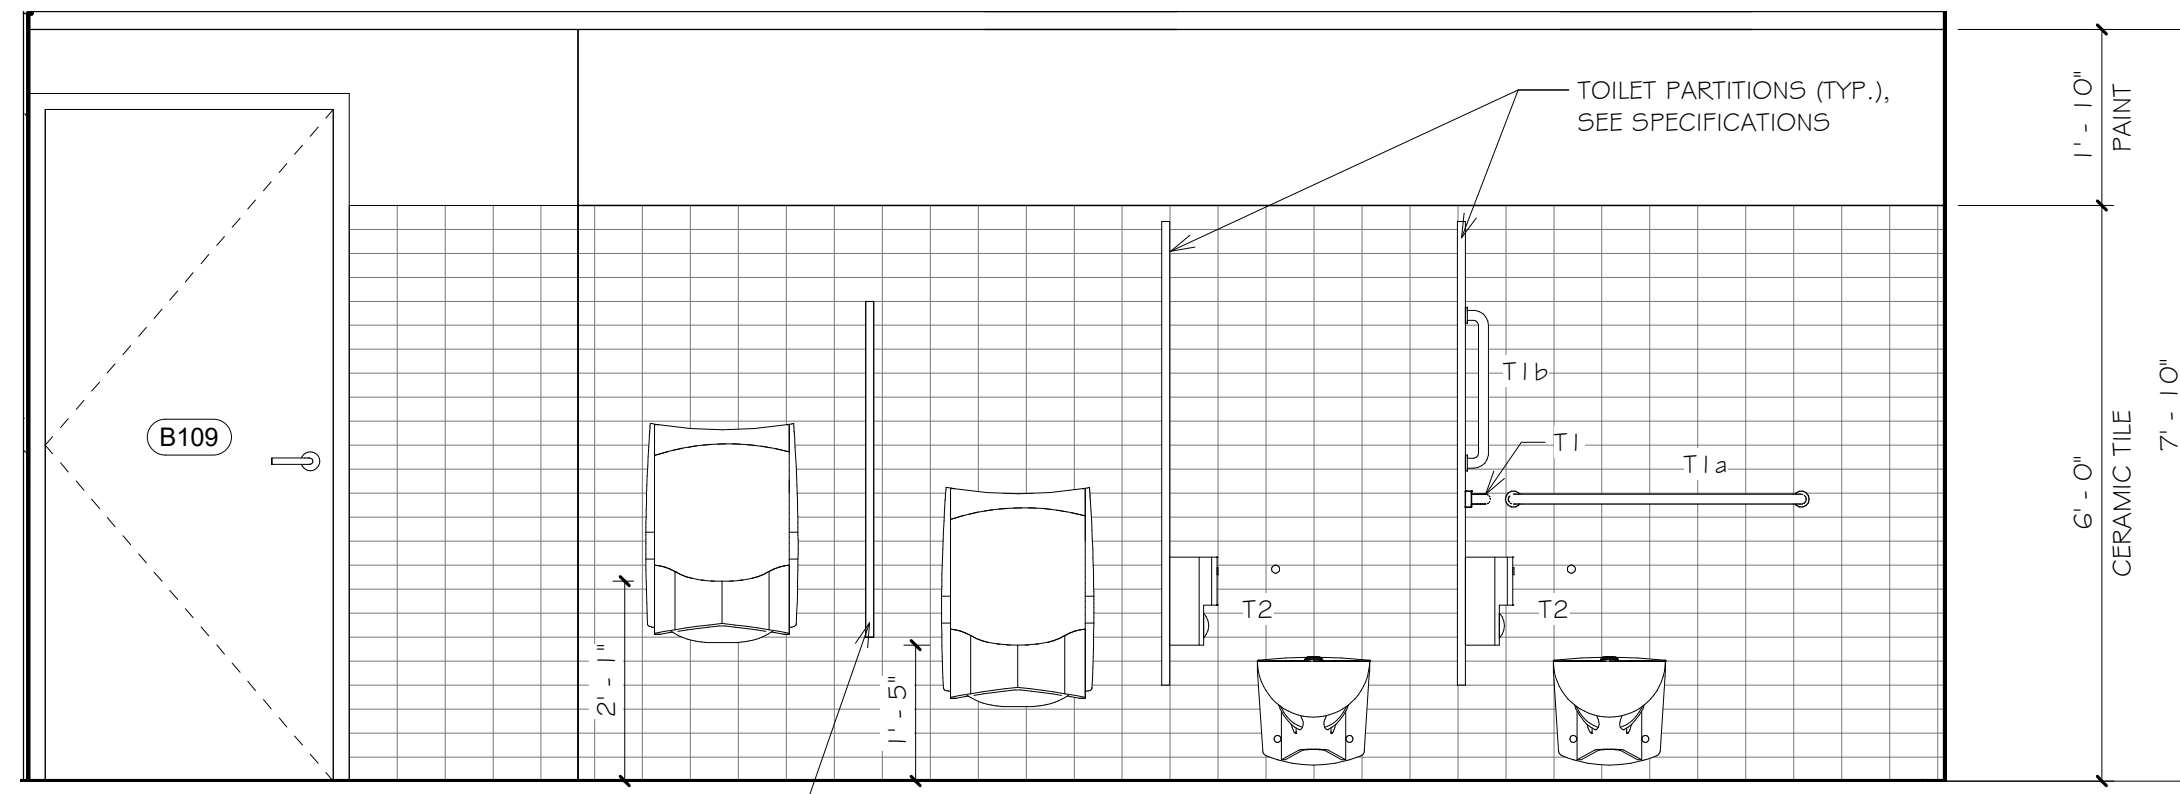 TOILET PARTITIONS (TYP.),
SEE SPECIFICATIONS
1' - 10"
PAINT
T1b
7' - 10"
B109
T1
T1a
6' - 0"
CERAMIC TILE
T2
T2
2' - 1"
1' - 5"